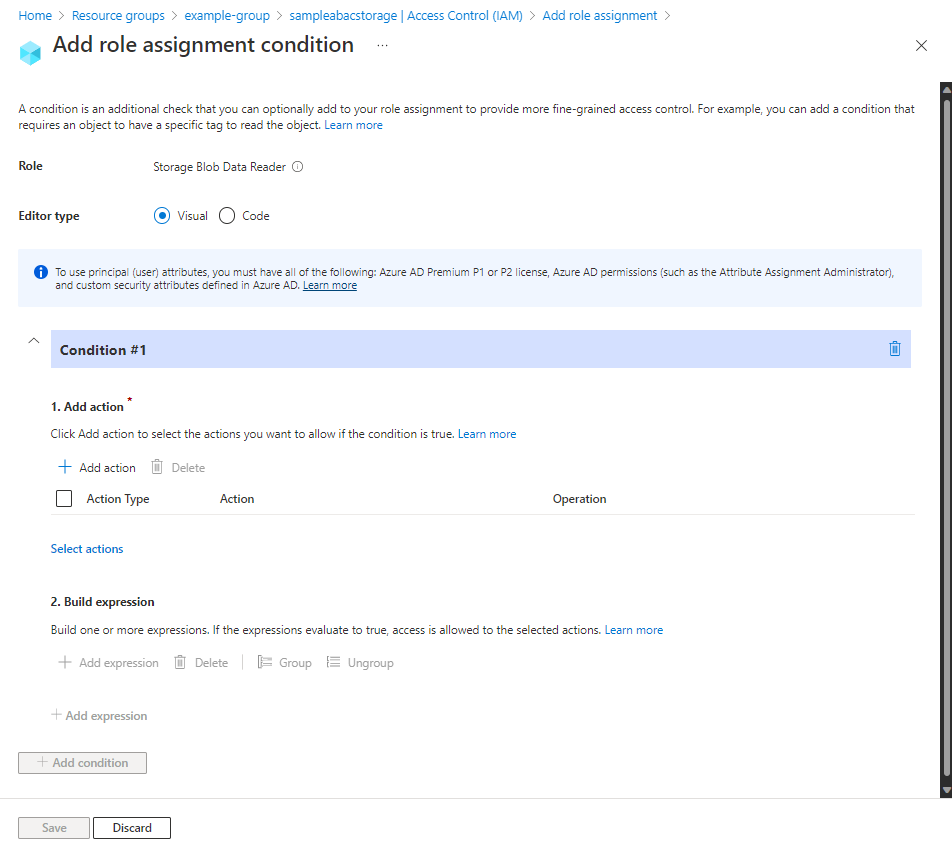 Home > Resource groups > example-group > sampleabacstorage | Access Control (IAM) > Add role assignment >
Add role assignment condition ...
A condition is an additional check that you can optionally add to your role assignment to provide more fine-grained access control. For example, you can add a condition that
requires an object to have a specific tag to read the object. Learn more
Role Storage Blob Data Reader
Editor type Visual Code
To use principal (user) attributes, you must have all of the following: Azure AD Premium P1 or P2 license, Azure AD permissions (such as the Attribute Assignment Administrator),
and custom security attributes defined in Azure AD. Learn more
Condition #1
1. Add action *
Click Add action to select the actions you want to allow if the condition is true. Learn more
+ Add action Delete
Action Type Action Operation
Select actions
2. Build expression
Build one or more expressions. If the expressions evaluate to true, access is allowed to the selected actions. Learn more
+ Add expression Delete | Group Ungroup
+ Add expression
+ Add condition
Save Discard